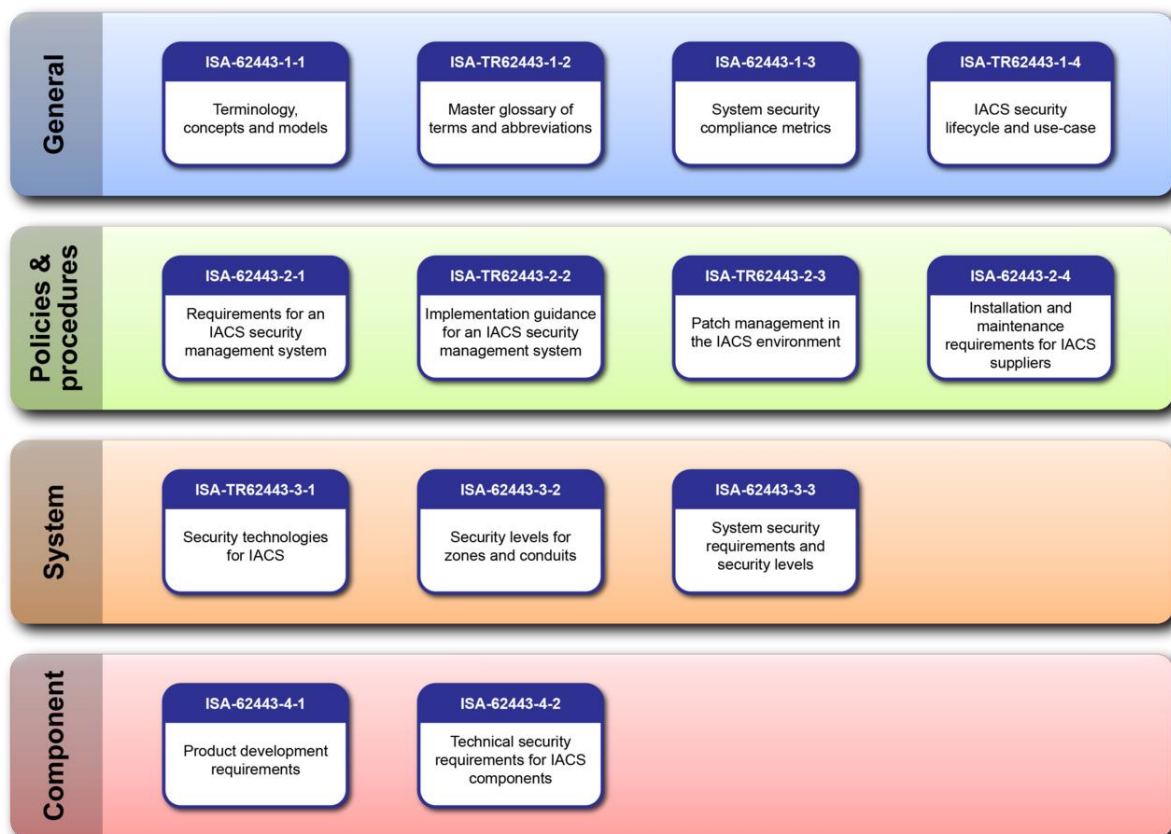 General
ISA-62443-1-1
Terminology,
concepts and models
ISA-TR62443-1-2
Master glossary of
terms and abbreviations
ISA-62443-1-3
System security
compliance metrics
ISA-TR62443-1-4
IACS security
lifecycle and use-case
Policies &
procedures
ISA-62443-2-1
Requirements for an
IACS security
management system
ISA-TR62443-2-2
Implementation guidance
for an IACS security
management system
ISA-TR62443-2-3
Patch management in
the IACS environment
ISA-62443-2-4
Installation and
maintenance
requirements for IACS
suppliers
System
ISA-TR62443-3-1
Security technologies
for IACS
ISA-62443-3-2
Security levels for
zones and conduits
ISA-62443-3-3
System security
requirements and
security levels
Component
ISA-62443-4-1
Product development
requirements
ISA-62443-4-2
Technical security
requirements for IACS
components